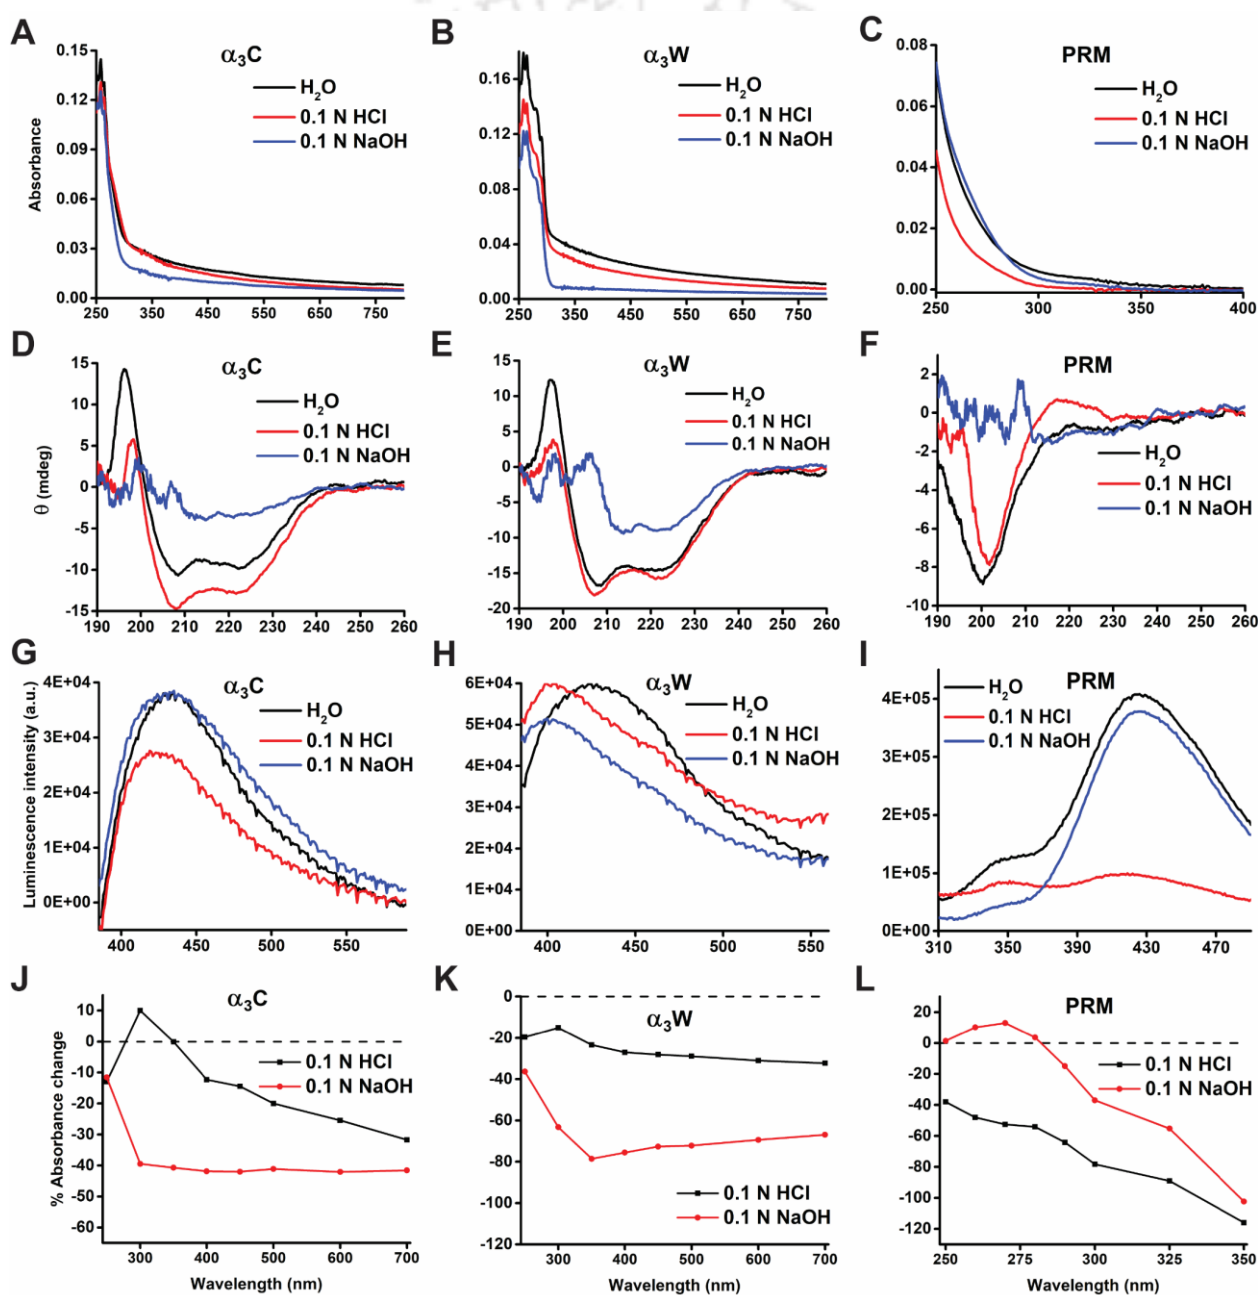 A
α₃C
H₂O
0.1 N HCl
0.1 N NaOH
Absorbance
0.15
0.12
0.09
0.06
0.03
0.00
250 350 450 550 650 750
B
α₃W
H₂O
0.1 N HCl
0.1 N NaOH
0.16
0.12
0.08
0.04
0.00
250 350 450 550 650 750
C
PRM
H₂O
0.1 N HCl
0.1 N NaOH
0.08
0.06
0.04
0.02
0.00
250 300 350 400
D
α₃C
H₂O
0.1 N HCl
0.1 N NaOH
θ (mdeg)
15
10
5
0
-5
-10
-15
190 200 210 220 230 240 250 260
E
α₃W
H₂O
0.1 N HCl
0.1 N NaOH
15
10
5
0
-5
-10
-15
-20
190 200 210 220 230 240 250 260
F
PRM
H₂O
0.1 N HCl
0.1 N NaOH
2
0
-2
-4
-6
-8
-10
190 200 210 220 230 240 250 260
G
α₃C
H₂O
0.1 N HCl
0.1 N NaOH
Luminescence intensity (a.u.)
4E+04
3E+04
2E+04
1E+04
0E+00
400 450 500 550
H
α₃W
H₂O
0.1 N HCl
0.1 N NaOH
6E+04
5E+04
6E+04
3E+04
2E+04
1E+04
0E+00
400 450 500 550
I
PRM
H₂O
0.1 N HCl
0.1 N NaOH
4E+05
3E+05
2E+05
1E+05
0E+00
310 350 390 430 470
J
α₃C
0.1 N HCl
0.1 N NaOH
% Absorbance change
10
0
-10
-20
-30
-40
-50
-60
300 400 500 600 700
Wavelength (nm)
K
α₃W
0.1 N HCl
0.1 N NaOH
0
-20
-40
-60
-80
-100
-120
300 400 500 600 700
Wavelength (nm)
L
PRM
0.1 N HCl
0.1 N NaOH
20
0
-20
-40
-60
-80
-100
-120
250 275 300 325 350
Wavelength (nm)